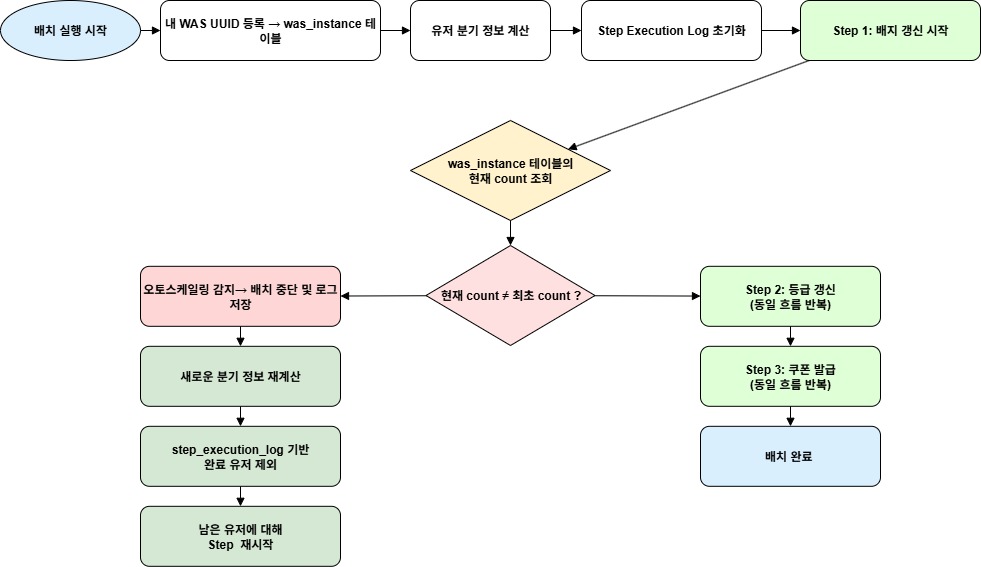 배치 실행 시작
내 WAS UUID 등록 → was_instance 테
이블
유저 분기 정보 계산
Step Execution Log 초기화
Step 1: 배지 갱신 시작
was_instance 테이블의
현재 count 조회
현재 count ≠ 최초 count ?
오토스케일링 감지→ 배치 중단 및 로그
저장
새로운 분기 정보 재계산
step_execution_log 기반
완료 유저 제외
남은 유저에 대해
Step 재시작
Step 2: 등급 갱신
(동일 흐름 반복)
Step 3: 쿠폰 발급
(동일 흐름 반복)
배치 완료